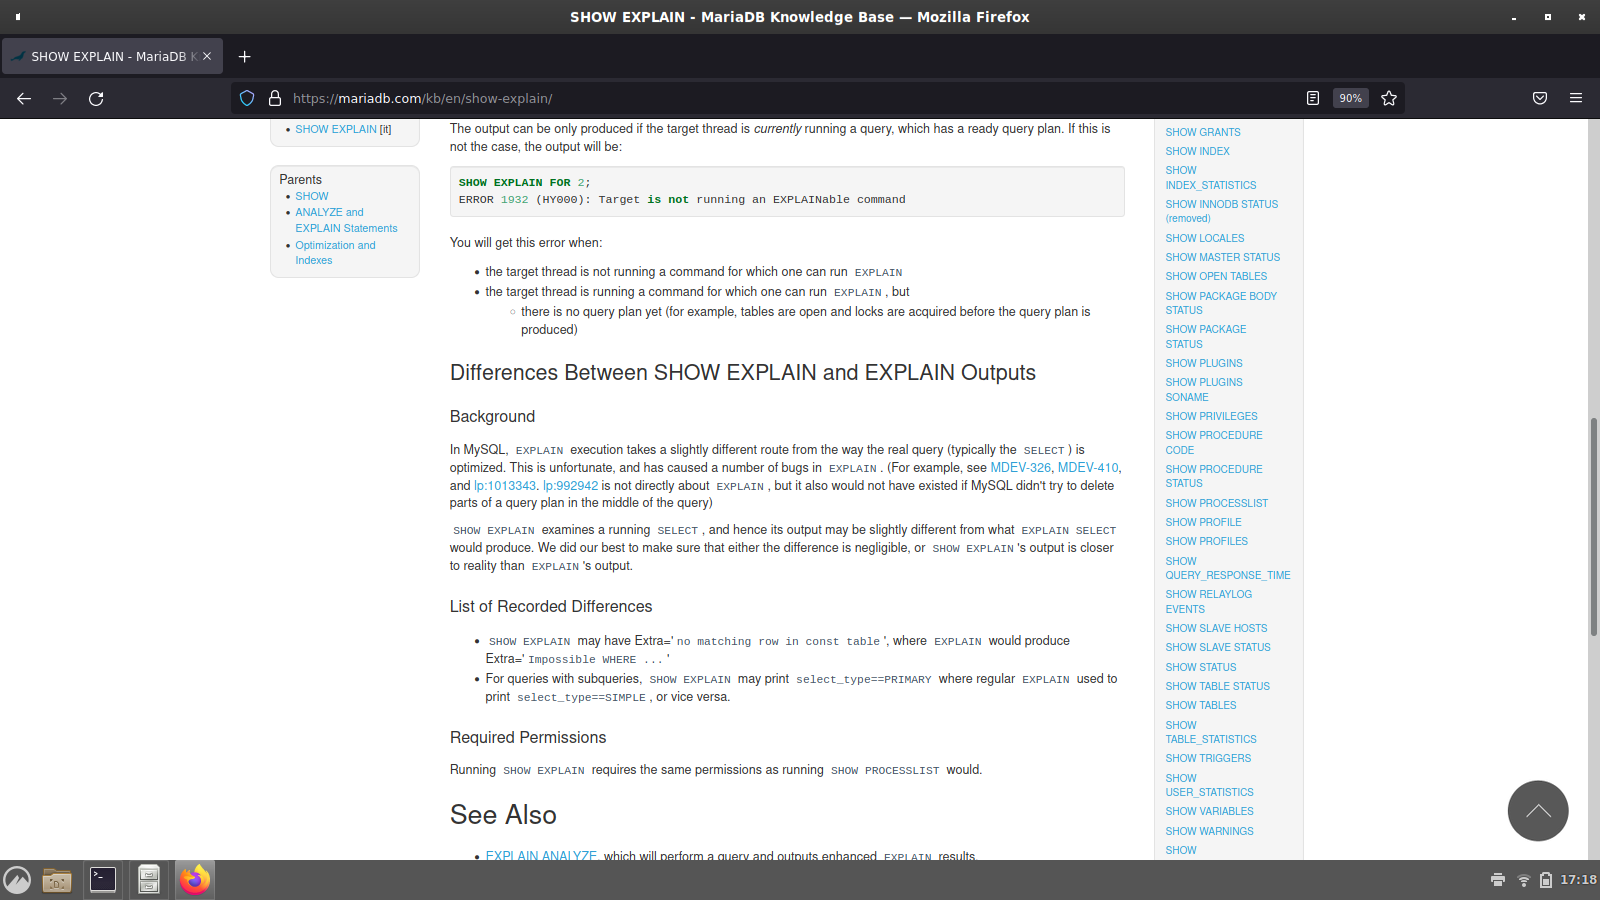 SHOW EXPLAIN - MariaDB Knowledge Base — Mozilla Firefox
SHOW EXPLAIN - MariaDB K
https://mariadb.com/kb/en/show-explain/
90%
SHOW EXPLAIN [it]
Parents
SHOW
ANALYZE and
EXPLAIN Statements
Optimization and
Indexes
The output can be only produced if the target thread is currently running a query, which has a ready query plan. If this is
not the case, the output will be:
SHOW EXPLAIN FOR 2;
ERROR 1932 (HY000): Target is not running an EXPLAINable command
You will get this error when:
the target thread is not running a command for which one can run EXPLAIN
the target thread is running a command for which one can run EXPLAIN , but
there is no query plan yet (for example, tables are open and locks are acquired before the query plan is
produced)
Differences Between SHOW EXPLAIN and EXPLAIN Outputs
Background
In MySQL, EXPLAIN execution takes a slightly different route from the way the real query (typically the SELECT ) is
optimized. This is unfortunate, and has caused a number of bugs in EXPLAIN . (For example, see MDEV-326, MDEV-410,
and lp:1013343. lp:992942 is not directly about EXPLAIN , but it also would not have existed if MySQL didn't try to delete
parts of a query plan in the middle of the query)
SHOW EXPLAIN examines a running SELECT , and hence its output may be slightly different from what EXPLAIN SELECT
would produce. We did our best to make sure that either the difference is negligible, or SHOW EXPLAIN 's output is closer
to reality than EXPLAIN 's output.
List of Recorded Differences
SHOW EXPLAIN may have Extra=' no matching row in const table ', where EXPLAIN would produce
Extra=' Impossible WHERE ... '
For queries with subqueries, SHOW EXPLAIN may print select_type==PRIMARY where regular EXPLAIN used to
print select_type==SIMPLE , or vice versa.
Required Permissions
Running SHOW EXPLAIN requires the same permissions as running SHOW PROCESSLIST would.
See Also
EXPLAIN ANALYZE, which will perform a query and outputs enhanced EXPLAIN results.
SHOW GRANTS
SHOW INDEX
SHOW
INDEX_STATISTICS
SHOW INNODB STATUS
(removed)
SHOW LOCALES
SHOW MASTER STATUS
SHOW OPEN TABLES
SHOW PACKAGE BODY
STATUS
SHOW PACKAGE
STATUS
SHOW PLUGINS
SHOW PLUGINS
SONAME
SHOW PRIVILEGES
SHOW PROCEDURE
CODE
SHOW PROCEDURE
STATUS
SHOW PROCESSLIST
SHOW PROFILE
SHOW PROFILES
SHOW
QUERY_RESPONSE_TIME
SHOW RELAYLOG
EVENTS
SHOW SLAVE HOSTS
SHOW SLAVE STATUS
SHOW STATUS
SHOW TABLE STATUS
SHOW TABLES
SHOW
TABLE_STATISTICS
SHOW TRIGGERS
SHOW
USER_STATISTICS
SHOW VARIABLES
SHOW WARNINGS
SHOW
17:18